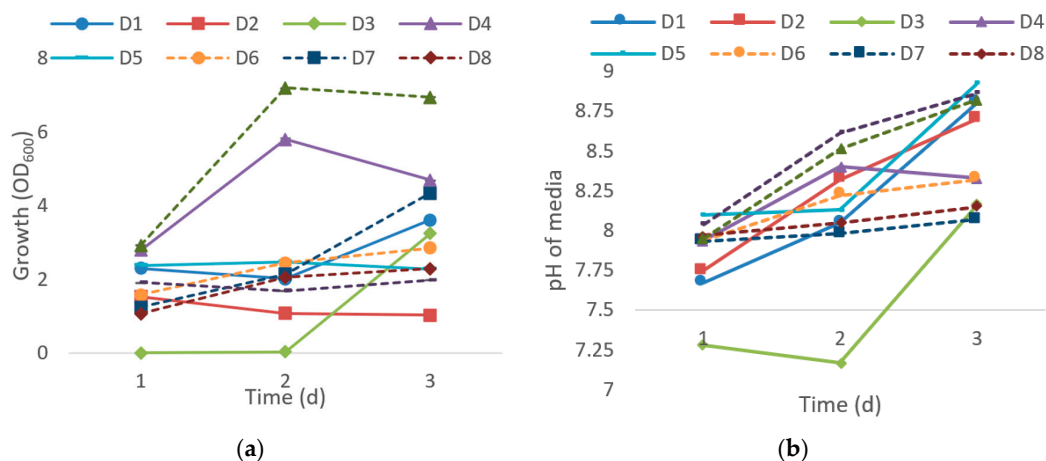 D1 D2 D3 D4
D5 D6 D7 D8
8
6
4
2
0
1 2 3
Growth (OD600)
Time (d)
(a)
D1 D2 D3 D4
D5 D6 D7 D8
9
8.75
8.5
8.25
8
7.75
7.5
7.25
7
1 2 3
pH of media
Time (d)
(b)